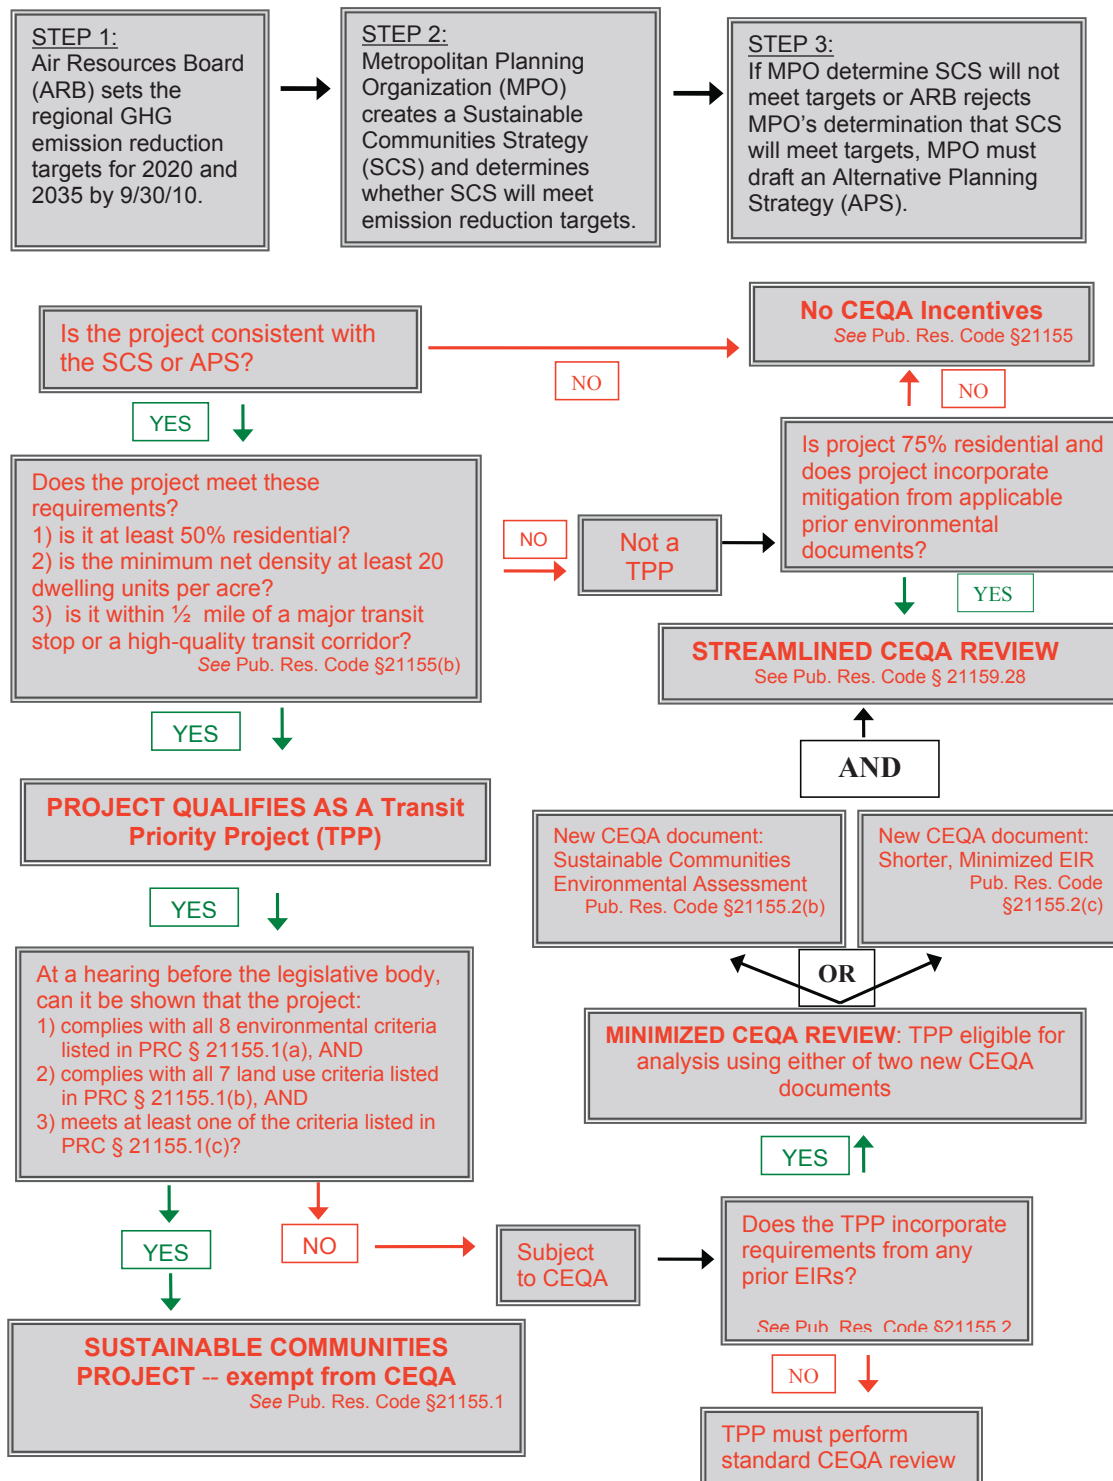 STEP 1:
Air Resources Board
(ARB) sets the
regional GHG
emission reduction
targets for 2020 and
2035 by 9/30/10.
STEP 2:
Metropolitan Planning
Organization (MPO)
creates a Sustainable
Communities Strategy
(SCS) and determines
whether SCS will meet
emission reduction targets.
STEP 3:
If MPO determine SCS will not
meet targets or ARB rejects
MPO’s determination that SCS
will meet targets, MPO must
draft an Alternative Planning
Strategy (APS).
Is the project consistent with
the SCS or APS?
NO
No CEQA Incentives
See Pub. Res. Code §21155
YES
NO
Does the project meet these
requirements?
1) is it at least 50% residential?
2) is the minimum net density at least 20
dwelling units per acre?
3) is it within ½ mile of a major transit
stop or a high-quality transit corridor?
See Pub. Res. Code §21155(b)
NO
Not a
TPP
Is project 75% residential and
does project incorporate
mitigation from applicable
prior environmental
documents?
YES
STREAMLINED CEQA REVIEW
See Pub. Res. Code § 21159.28
YES
AND
PROJECT QUALIFIES AS A Transit
Priority Project (TPP)
New CEQA document:
Sustainable Communities
Environmental Assessment
Pub. Res. Code §21155.2(b)
New CEQA document:
Shorter, Minimized EIR
Pub. Res. Code
§21155.2(c)
YES
OR
At a hearing before the legislative body,
can it be shown that the project:
1) complies with all 8 environmental criteria
listed in PRC § 21155.1(a), AND
2) complies with all 7 land use criteria listed
in PRC § 21155.1(b), AND
3) meets at least one of the criteria listed in
PRC § 21155.1(c)?
MINIMIZED CEQA REVIEW: TPP eligible for
analysis using either of two new CEQA
documents
YES
YES
NO
Subject
to CEQA
Does the TPP incorporate
requirements from any
prior EIRs?
See Pub. Res. Code §21155.2
SUSTAINABLE COMMUNITIES
PROJECT -- exempt from CEQA
See Pub. Res. Code §21155.1
NO
TPP must perform
standard CEQA review